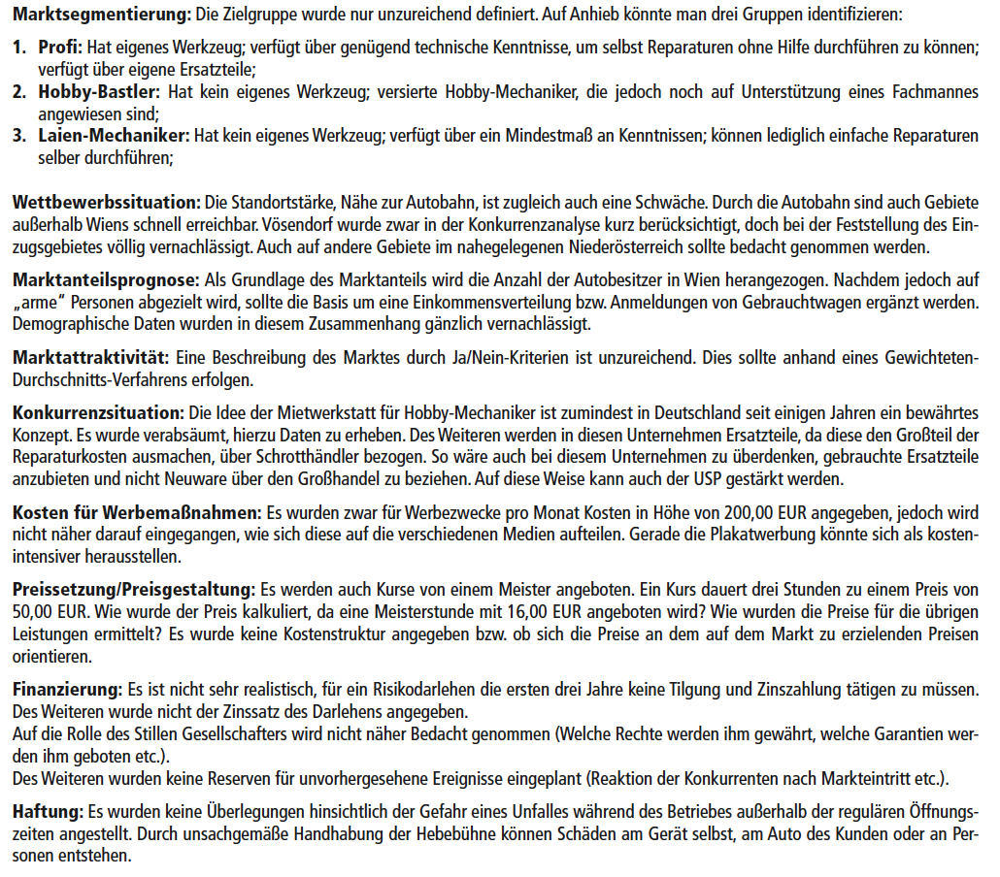 Marktsegmentierung: Die Zielgruppe wurde nur unzureichend definiert. Auf Anhieb könnte man drei Gruppen identifizieren:
1. Profi: Hat eigenes Werkzeug; verfügt über genügend technische Kenntnisse, um selbst Reparaturen ohne Hilfe durchführen zu können;
verfügt über eigene Ersatzteile;
2. Hobby-Bastler: Hat kein eigenes Werkzeug; versierte Hobby-Mechaniker, die jedoch noch auf Unterstützung eines Fachmannes
angewiesen sind;
3. Laien-Mechaniker: Hat kein eigenes Werkzeug; verfügt über ein Mindestmaß an Kenntnissen; können lediglich einfache Reparaturen
selber durchführen;
Wettbewerbssituation: Die Standortstärke, Nähe zur Autobahn, ist zugleich auch eine Schwäche. Durch die Autobahn sind auch Gebiete
außerhalb Wiens schnell erreichbar. Vösendorf wurde zwar in der Konkurrenzanalyse kurz berücksichtigt, doch bei der Feststellung des Ein-
zugsgebietes völlig vernachlässigt. Auch auf andere Gebiete im nahegelegenen Niederösterreich sollte bedacht genommen werden.
Marktanteilsprognose: Als Grundlage des Marktanteils wird die Anzahl der Autobesitzer in Wien herangezogen. Nachdem jedoch auf
„arme“ Personen abgezielt wird, sollte die Basis um eine Einkommensverteilung bzw. Anmeldungen von Gebrauchtwagen ergänzt werden.
Demographische Daten wurden in diesem Zusammenhang gänzlich vernachlässigt.
Marktattraktivität: Eine Beschreibung des Marktes durch Ja/Nein-Kriterien ist unzureichend. Dies sollte anhand eines Gewichteten-
Durchschnitts-Verfahrens erfolgen.
Konkurrenzsituation: Die Idee der Mietwerkstatt für Hobby-Mechaniker ist zumindest in Deutschland seit einigen Jahren ein bewährtes
Konzept. Es wurde verabsäumt, hierzu Daten zu erheben. Des Weiteren werden in diesen Unternehmen Ersatzteile, da diese den Großteil der
Reparaturkosten ausmachen, über Schrotthändler bezogen. So wäre auch bei diesem Unternehmen zu überdenken, gebrauchte Ersatzteile
anzubieten und nicht Neuware über den Großhandel zu beziehen. Auf diese Weise kann auch der USP gestärkt werden.
Kosten für Werbemaßnahmen: Es wurden zwar für Werbezwecke pro Monat Kosten in Höhe von 200,00 EUR angegeben, jedoch wird
nicht näher darauf eingegangen, wie sich diese auf die verschiedenen Medien aufteilen. Gerade die Plakatwerbung könnte sich als kosten-
intensiver herausstellen.
Preissetzung/Preisgestaltung: Es werden auch Kurse von einem Meister angeboten. Ein Kurs dauert drei Stunden zu einem Preis von
50,00 EUR. Wie wurde der Preis kalkuliert, da eine Meisterstunde mit 16,00 EUR angeboten wird? Wie wurden die Preise für die übrigen
Leistungen ermittelt? Es wurde keine Kostenstruktur angegeben bzw. ob sich die Preise an dem auf dem Markt zu erzielenden Preisen
orientieren.
Finanzierung: Es ist nicht sehr realistisch, für ein Risikodarlehen die ersten drei Jahre keine Tilgung und Zinszahlung tätigen zu müssen.
Des Weiteren wurde nicht der Zinssatz des Darlehens angegeben.
Auf die Rolle des Stillen Gesellschafters wird nicht näher Bedacht genommen (Welche Rechte werden ihm gewährt, welche Garantien wer-
den ihm geboten etc.).
Des Weiteren wurden keine Reserven für unvorhergesehene Ereignisse eingeplant (Reaktion der Konkurrenten nach Markteintritt etc.).
Haftung: Es wurden keine Überlegungen hinsichtlich der Gefahr eines Unfalles während des Betriebes außerhalb der regulären Öffnungs-
zeiten angestellt. Durch unsachgemäße Handhabung der Hebebühne können Schäden am Gerät selbst, am Auto des Kunden oder an Per-
sonen entstehen.